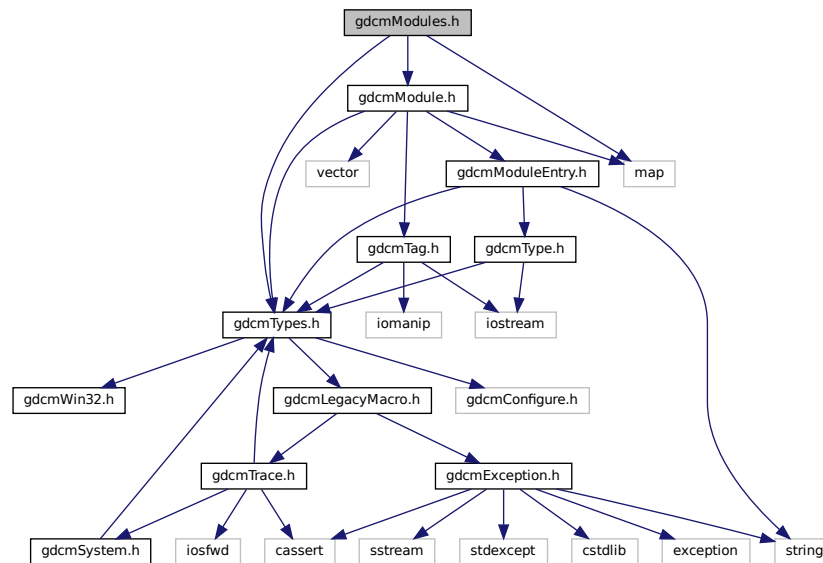 gdcmModules.h
gdcmModule.h
vector
gdcmModuleEntry.h
map
gdcmTag.h
gdcmType.h
gdcmTypes.h
iomanip
iostream
gdcmWin32.h
gdcmLegacyMacro.h
gdcmConfigure.h
gdcmTrace.h
gdcmException.h
gdcmSystem.h
iosfwd
cassert
sstream
stdexcept
cstdlib
exception
string